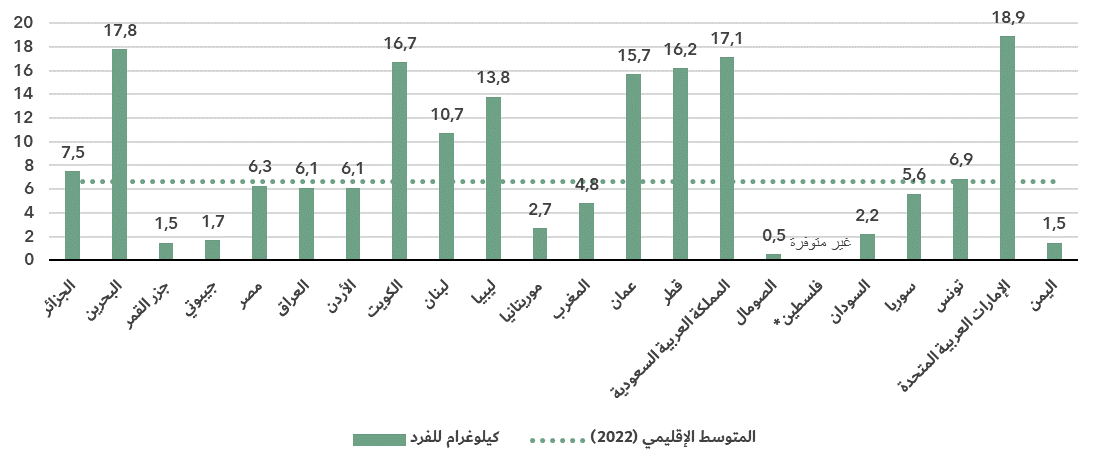 20
18
16
14
12
10
8
6
4
2
0
7,5
17,8
1,5
1,7
6,3
6,1
6,1
16,7
10,7
13,8
2,7
4,8
15,7
16,2
17,1
0,5
غير متوفرة
2,2
5,6
6,9
18,9
1,5
الجزائر
البحرين
جزر القمر
جيبوتي
مصر
العراق
الأردن
الكويت
لبنان
ليبيا
موريتانيا
المغرب
عمان
قطر
المملكة العربية السعودية
الصومال
فلسطين*
السودان
سوريا
تونس
الإمارات العربية المتحدة
اليمن
كيلوغرام للفرد
المتوسط الإقليمي (2022)